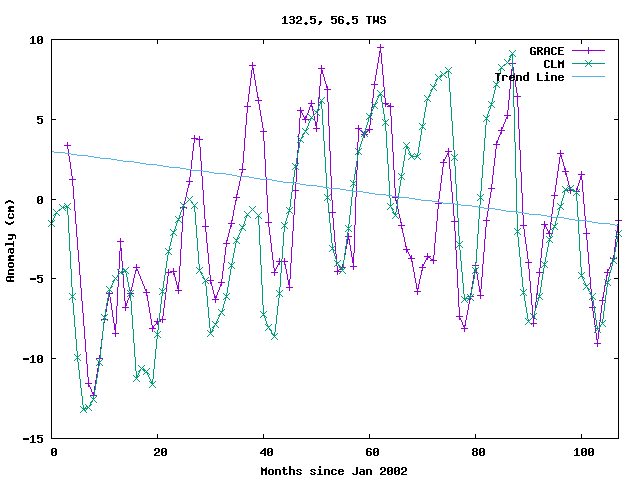 132.5, 56.5 TWS
GRACE
CLM
Trend Line
10
5
0
-5
-10
-15
Anomaly (cm)
0 20 40 60 80 100
Months since Jan 2002